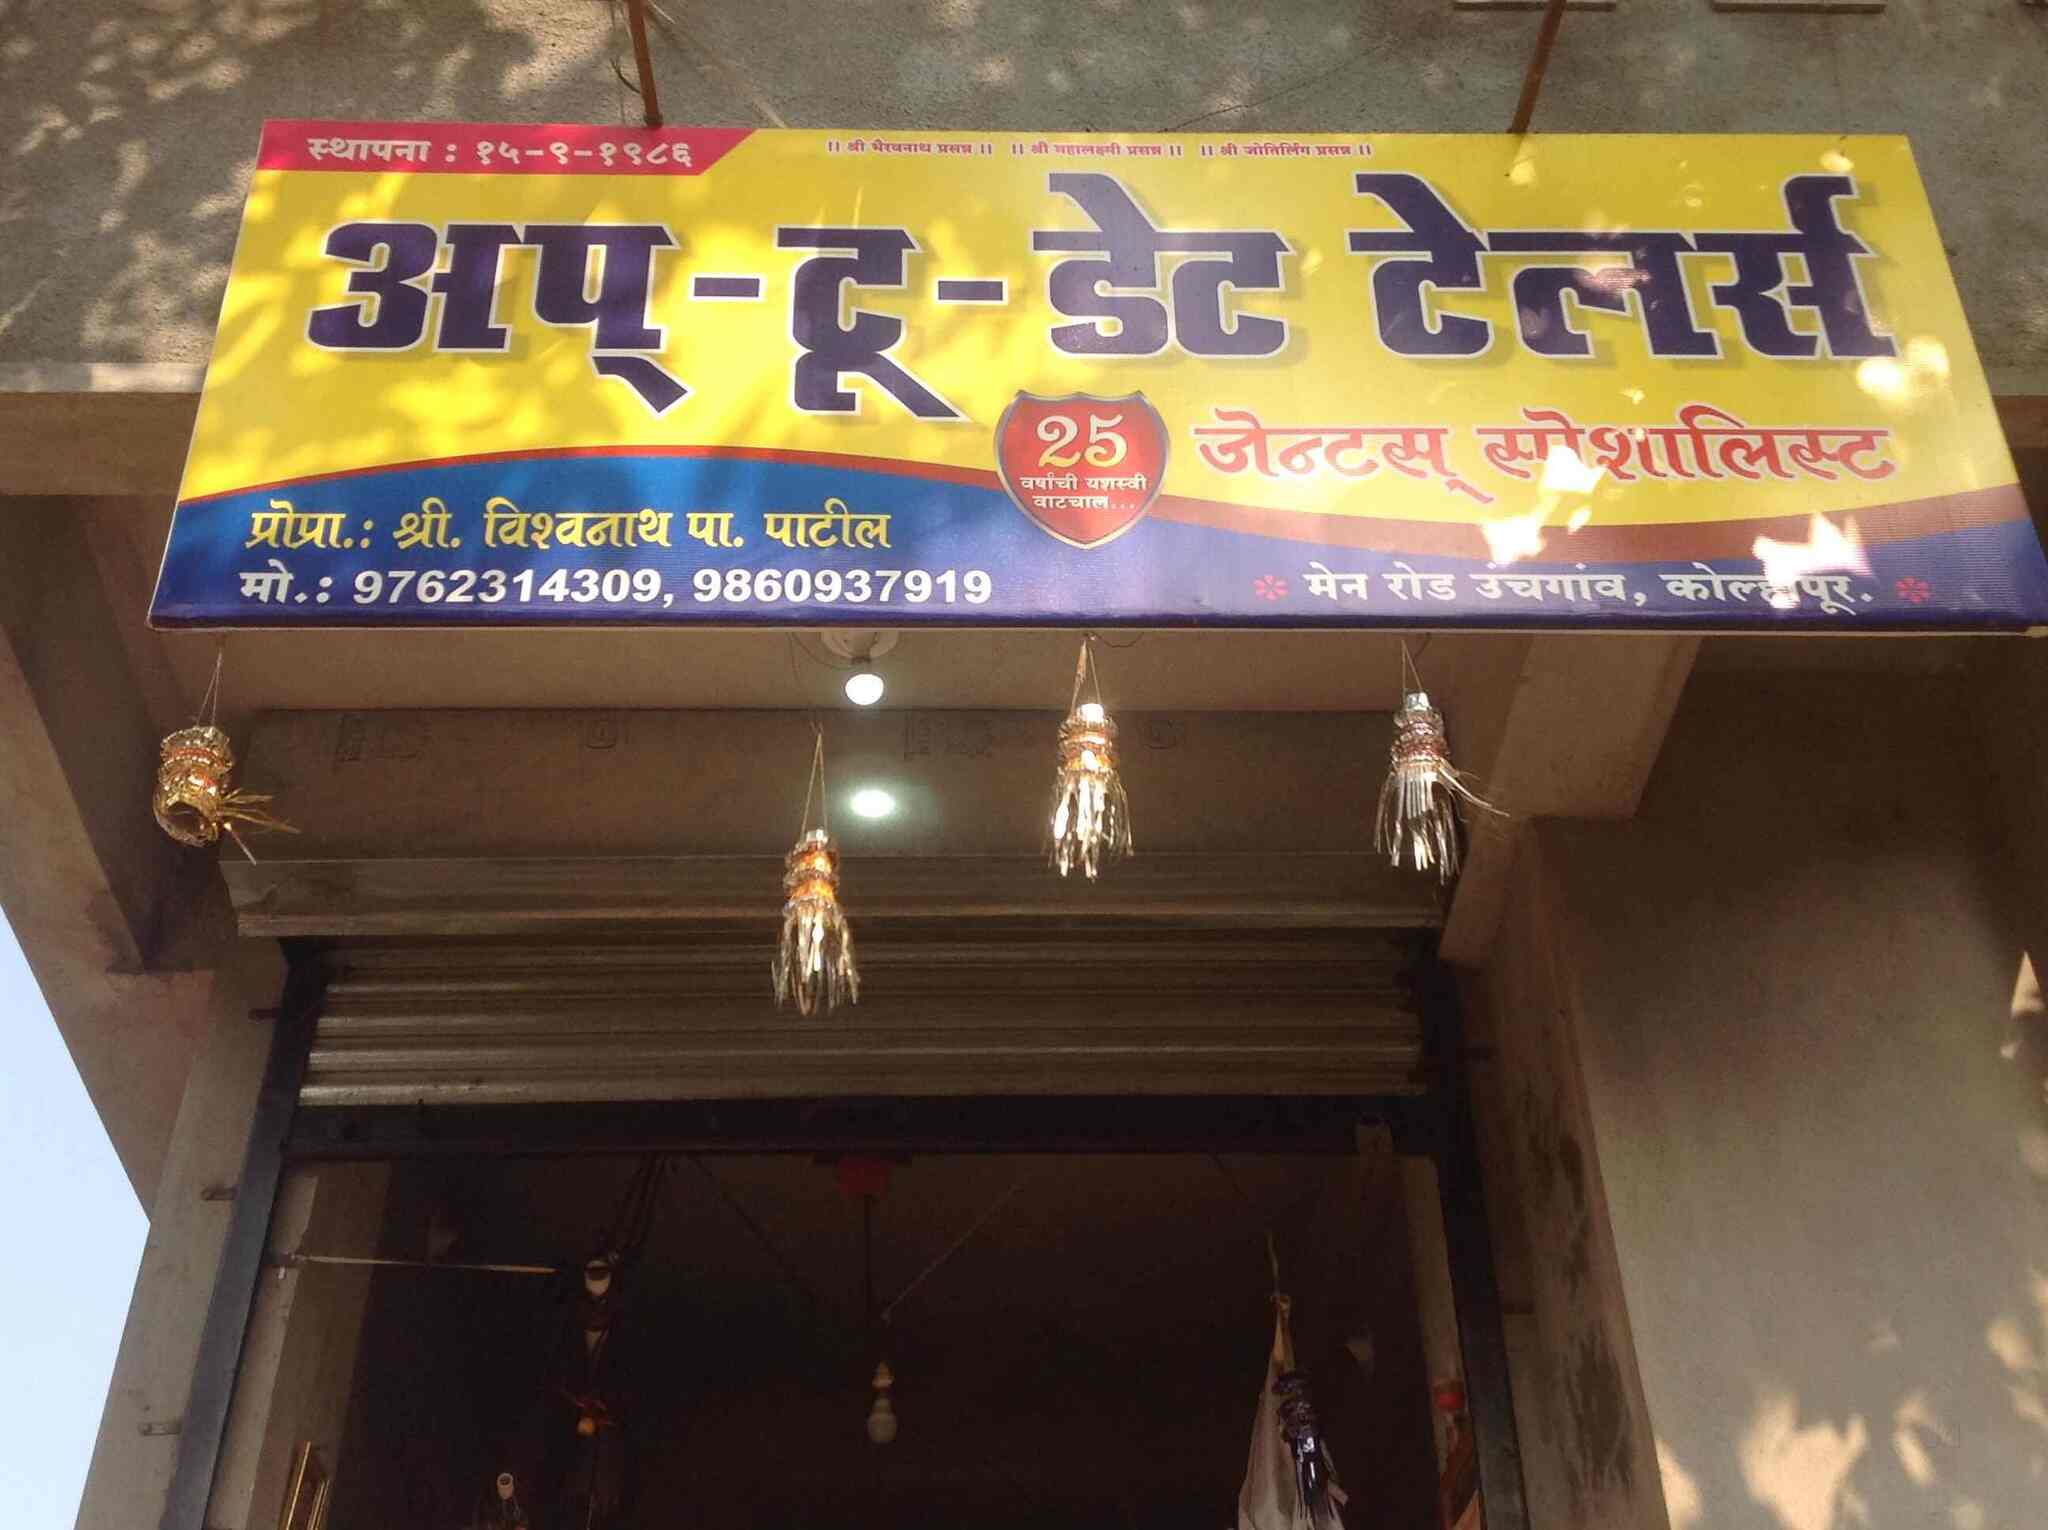 स्थापना : १५-९-१९८६
।। श्री भैरवनाथ प्रसन्न ।। ।। श्री महालक्ष्मी प्रसन्न ।। ।। श्री जोतिर्लिंग प्रसन्न ।।
अप्-टू-डेट टेलर्स
25
वर्षांची यशस्वी
वाटचाल...
जेन्टस् स्पेशालिस्ट
प्रोप्रा.: श्री. विश्वनाथ पा. पाटील
मो.: 9762314309, 9860937919
* मेन रोड उंचगांव, कोल्हापूर. *